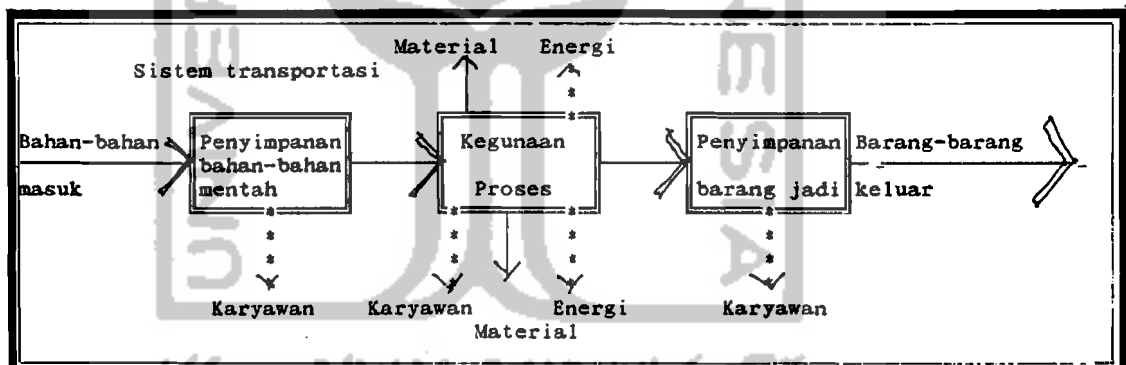 Material Energi
Sistem transportasi
Bahan-bahan
masuk
Penyimpanan
bahan-bahan
mentah
Kegunaan
Proses
Penyimpanan
barang jadi
Barang-barang
keluar
Karyawan Karyawan Energi Karyawan
Material